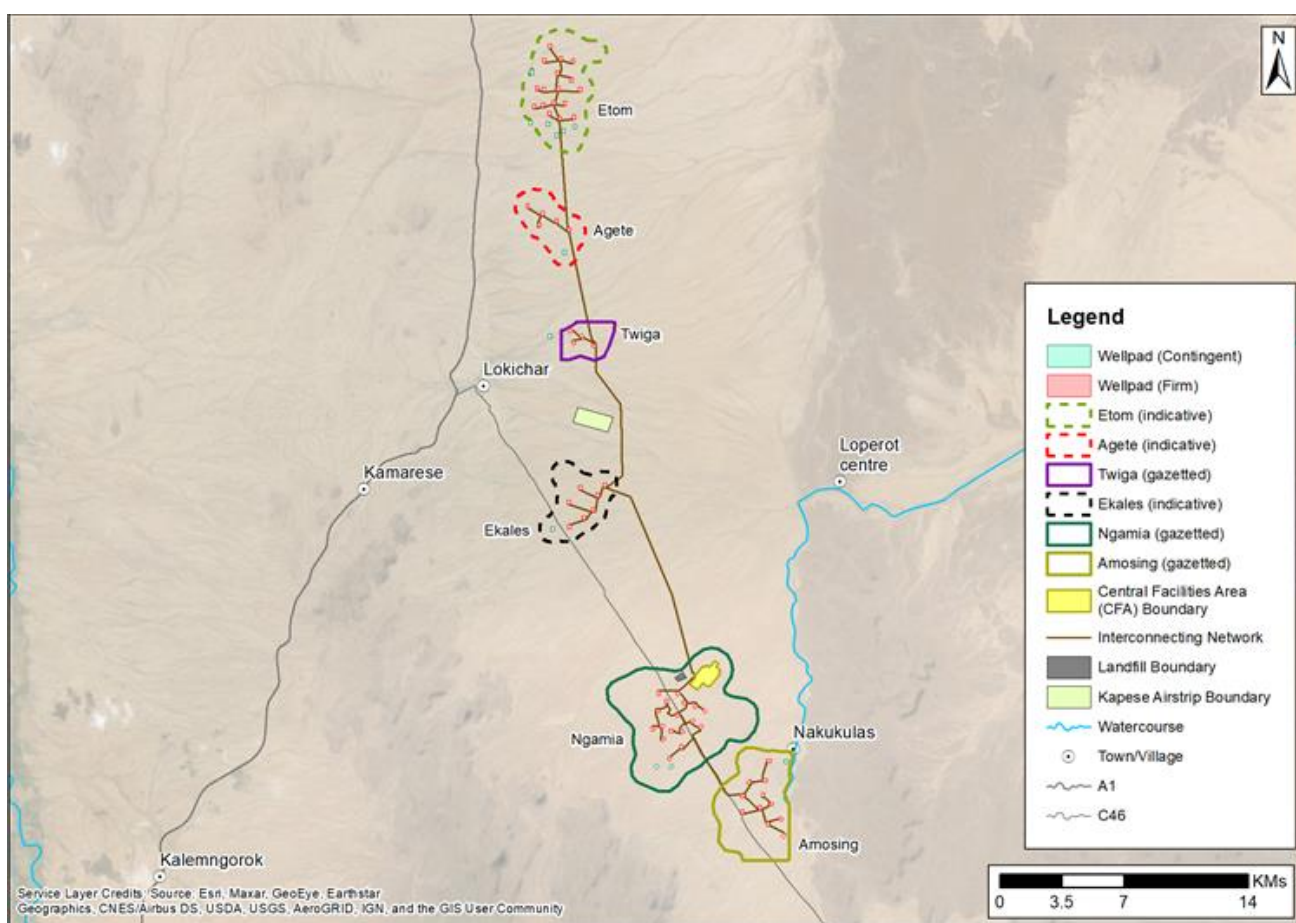 N
Etom
Agete
Twiga
Lokichar
Loperot
centre
Kamarese
Ekales
Ngamia
Nakukulas
Amosing
Kalemngorok
Legend
Wellpad (Contingent)
Wellpad (Firm)
Etom (indicative)
Agete (indicative)
Twiga (gazetted)
Ekales (indicative)
Ngamia (gazetted)
Amosing (gazetted)
Central Facilities Area
(CFA) Boundary
Interconnecting Network
Landfill Boundary
Kapese Airstrip Boundary
Watercourse
Town/Village
A1
C46
KMs
0 3.5 7 14
Service Layer Credits: Source: Esri, Maxar, GeoEye, Earthstar
Geographics, CNES/Airbus DS, USDA, USGS, AeroGRID, IGN, and the GIS User Community